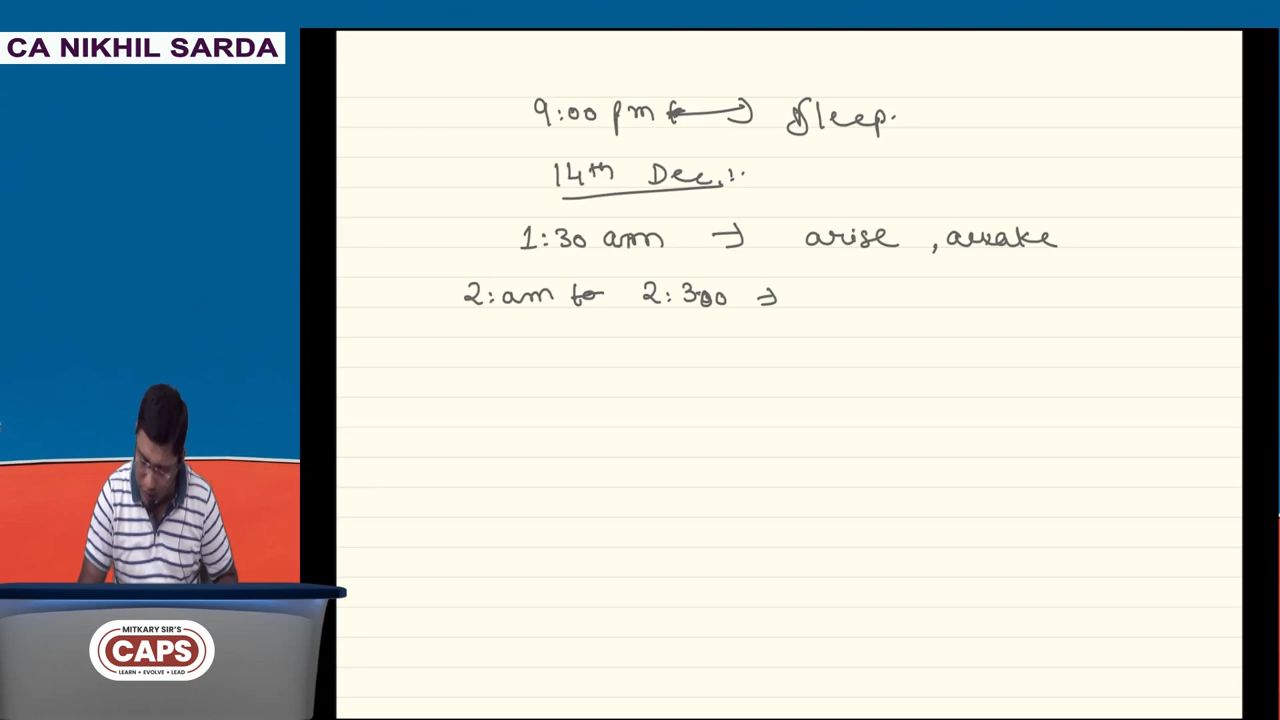 CA NIKHIL SARDA
9:00 pm ⟷ Sleep.
14th Dec.!.
1:30 am → arise , awake
2:am to 2:300 →
MITKARY SIR'S
CAPS
LEARN • EVOLVE • LEAD